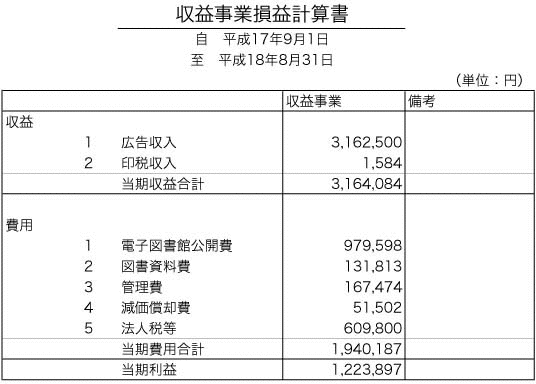 収益事業損益計算書
自　平成17年9月1日
至　平成18年8月31日
（単位：円）
収益事業 備考
収益
1 広告収入 3,162,500
2 印税収入 1,584
当期収益合計 3,164,084
費用
1 電子図書館公開費 979,598
2 図書資料費 131,813
3 管理費 167,474
4 減価償却費 51,502
5 法人税等 609,800
当期費用合計 1,940,187
当期利益 1,223,897